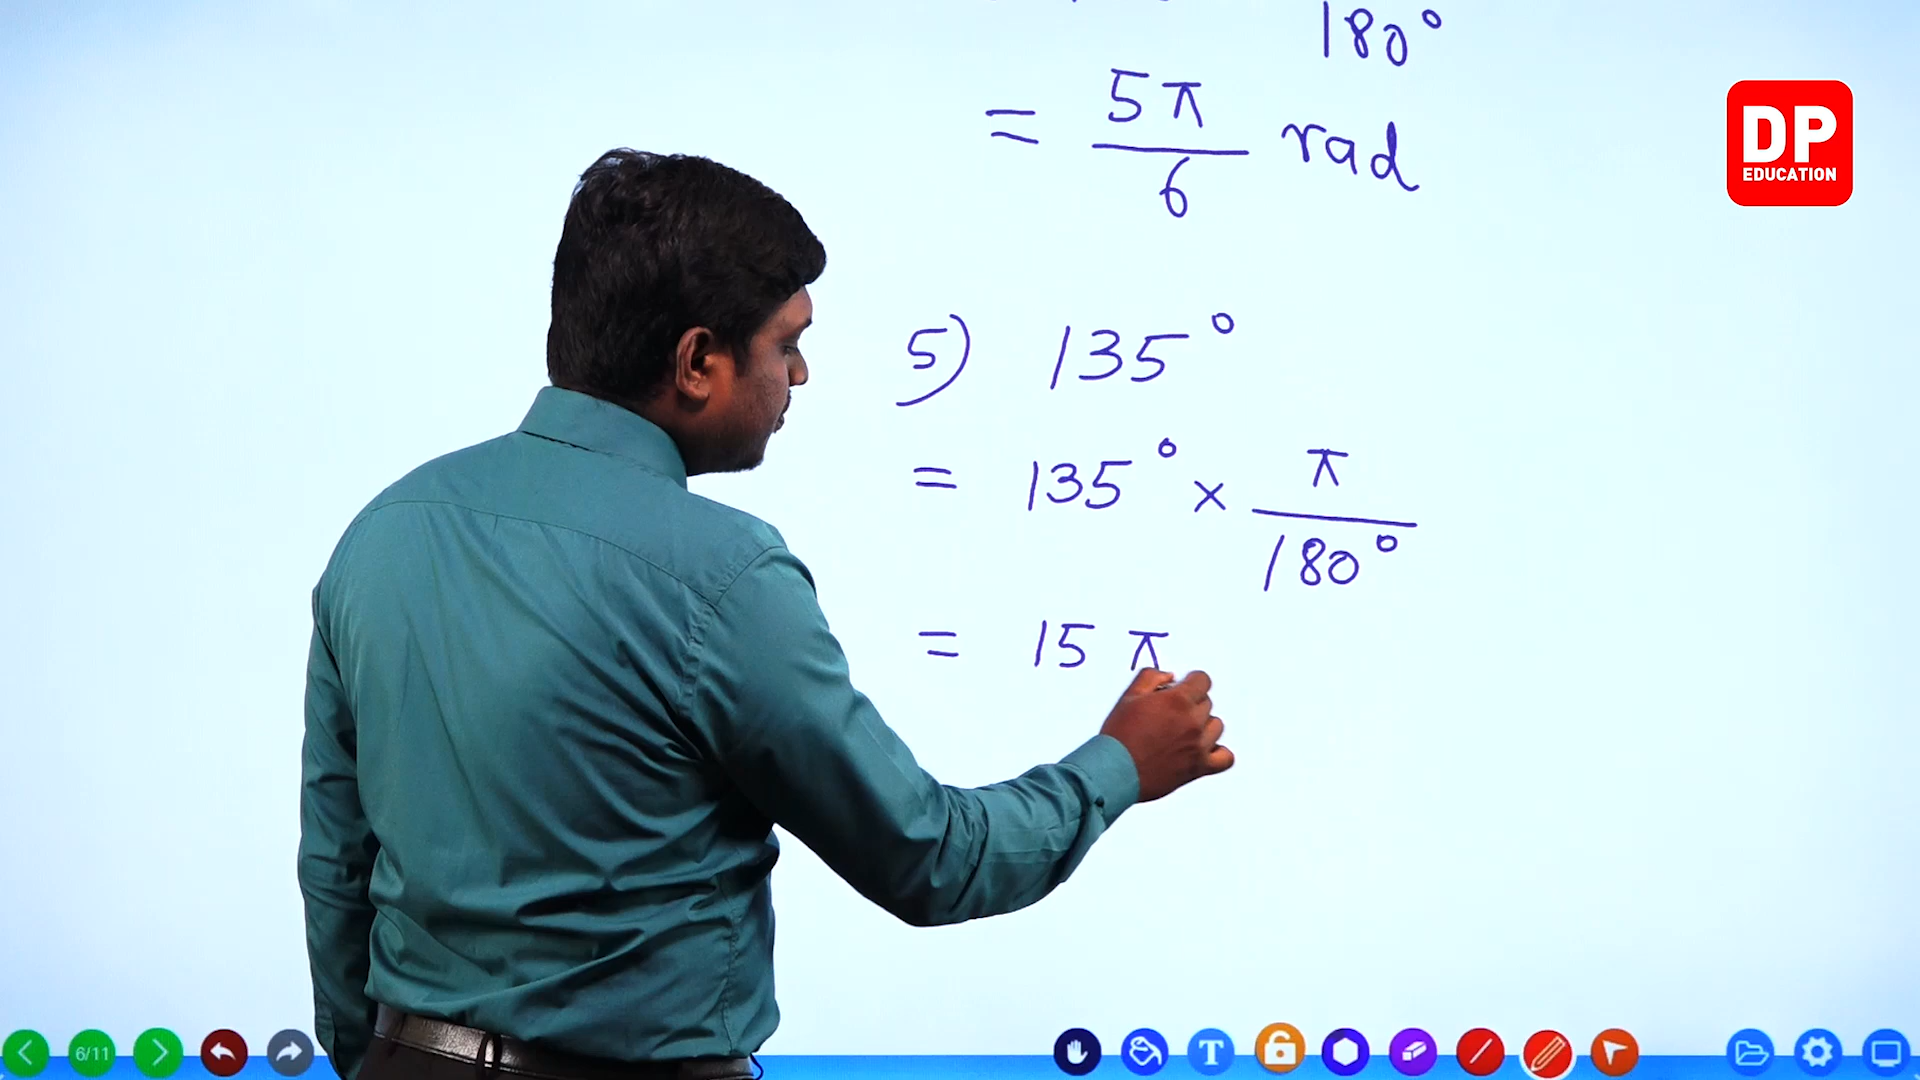 180°
= 5π/6 rad
DP
EDUCATION
5) 135°
= 135° × π/180°
= 15 π
6/11
T